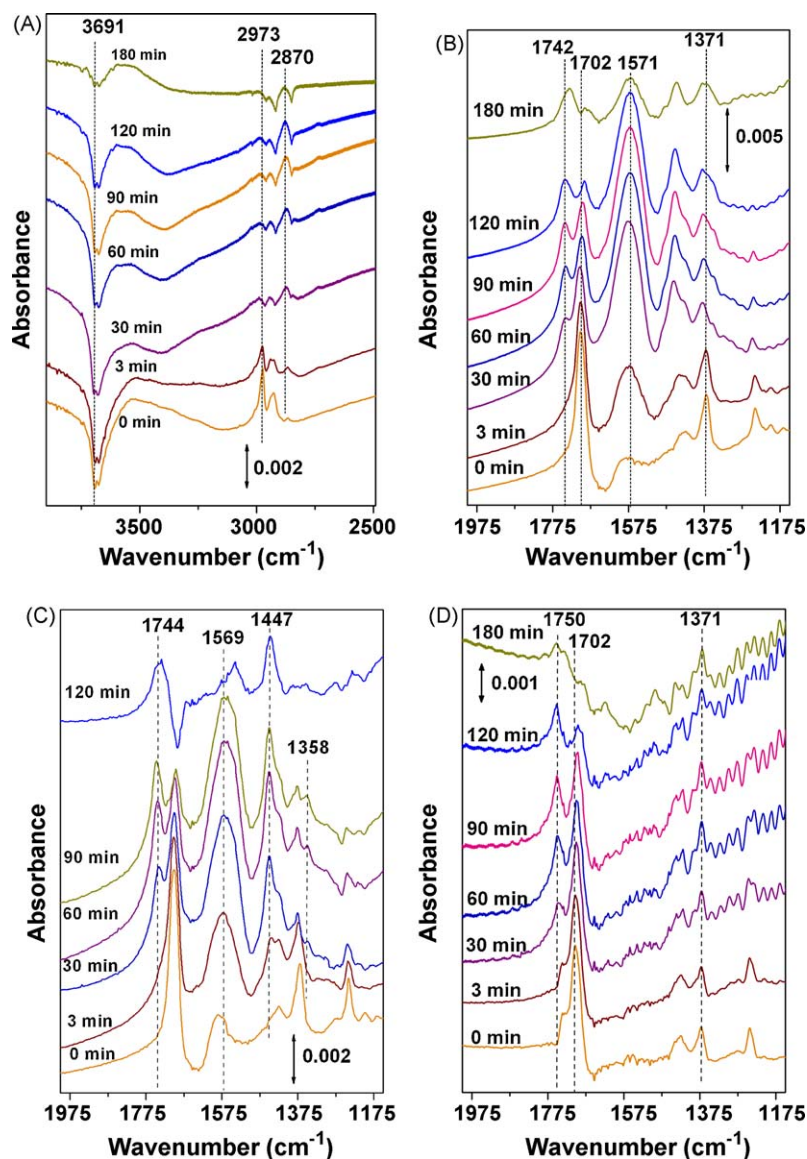 (A)
3691
2973
2870
180 min
120 min
90 min
60 min
30 min
3 min
0 min
0.002
Absorbance
3500
3000
2500
Wavenumber (cm⁻¹)
(B)
1742
1702
1571
1371
180 min
0.005
120 min
90 min
60 min
30 min
3 min
0 min
Absorbance
1975
1775
1575
1375
1175
Wavenumber (cm⁻¹)
(C)
1744
1569
1447
120 min
1358
90 min
60 min
30 min
3 min
0 min
0.002
Absorbance
1975
1775
1575
1375
1175
Wavenumber (cm⁻¹)
(D)
1750
1702
1371
180 min
0.001
120 min
90 min
60 min
30 min
3 min
0 min
Absorbance
1975
1775
1575
1375
1175
Wavenumber (cm⁻¹)